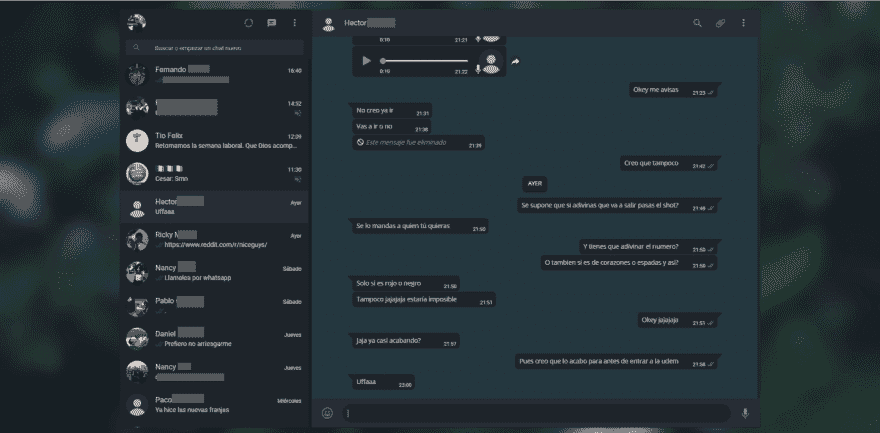 Buscar o empezar un chat nuevo
Fernando
16:40
14:52
Tio Felix
12:09
Retomamos la semana laboral. Que Dios acomp...
11:30
Cesar: Smn
Hector
Ayer
Uffaaa
Ricky M
Ayer
https://www.reddit.com/r/niceguys/
Nancy
Sábado
Llamelos por whatsapp
Pablo
Sábado
Daniel
Jueves
Prefiero no arriesgarme
Nancy
Jueves
Paco
Miércoles
Ya hice las nuevas franjas
Hector
0:10
21:21
0:10
21:22
Okey me avisas
21:23
No creo ya ir
21:31
Vas a ir o no
21:38
Este mensaje fue eliminado
21:39
Creo que tampoco
21:42
AYER
Se supone que si adivinas que va a salir pasas el shot?
21:49
Se lo mandas a quien tú quieras
21:50
Y tienes que adivinar el numero?
21:50
O tambien si es de corazones o espadas y así?
21:50
Solo si es rojo o negro
21:50
Tampoco jajajaja estaría imposible
21:51
Okey jajajaja
21:51
Jaja ya casi acabando?
21:57
Pues creo que lo acabo para antes de entrar a la udem
21:58
Uffaaa
23:00